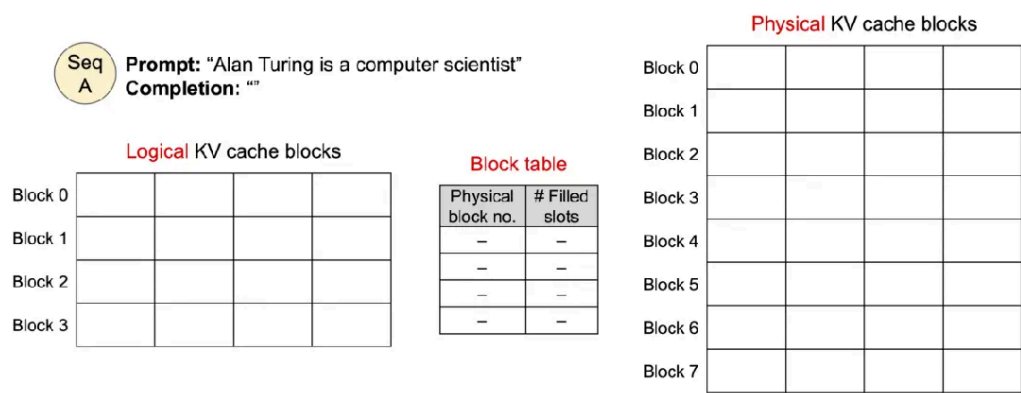 Physical KV cache blocks
Seq
A
Prompt: “Alan Turing is a computer scientist”
Completion: “”
Logical KV cache blocks
Block 0
Block 1
Block 2
Block 3
Block table
Physical block no. # Filled slots
– –
– –
– –
– –
Block 0
Block 1
Block 2
Block 3
Block 4
Block 5
Block 6
Block 7